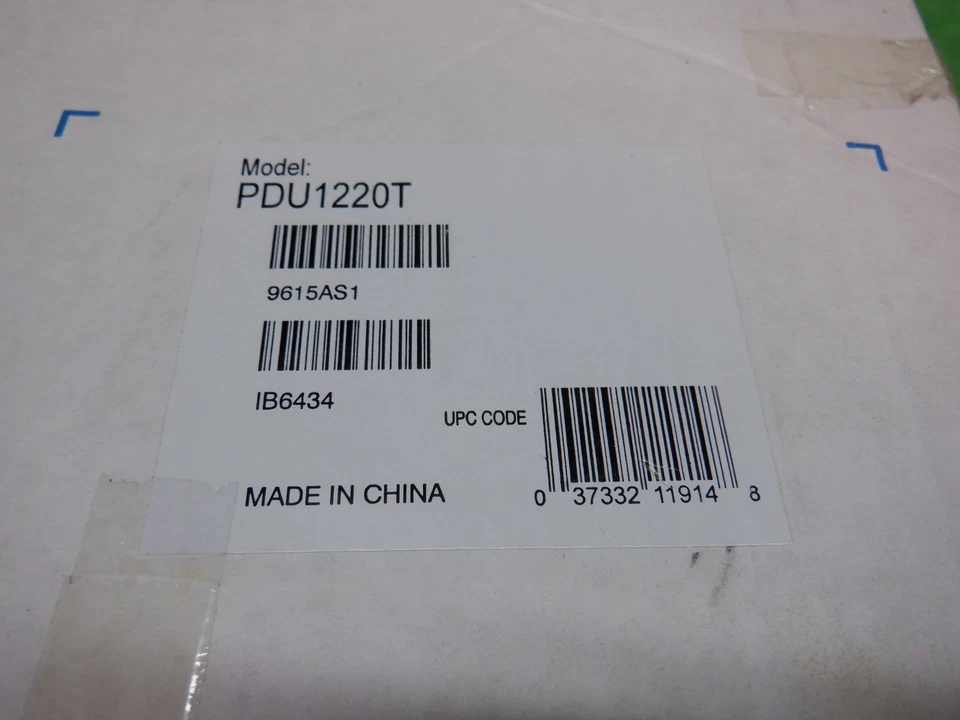 Model:
PDU1220T
9615AS1
IB6434
UPC CODE
0 37332 11914 8
MADE IN CHINA